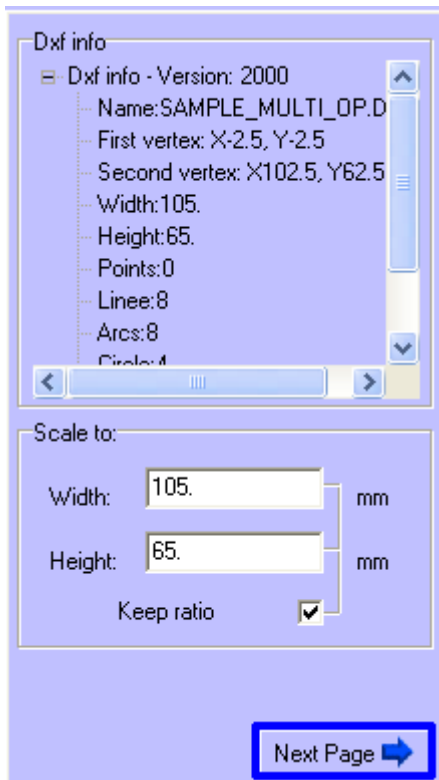 Dxf info
Dxf info - Version: 2000
Name:SAMPLE_MULTI_OP.D
First vertex: X-2.5, Y-2.5
Second vertex: X102.5, Y62.5
Width:105.
Height:65.
Points:0
Linee:8
Arcs:8
Circle:4
Scale to:
Width: 105. mm
Height: 65. mm
Keep ratio
Next Page